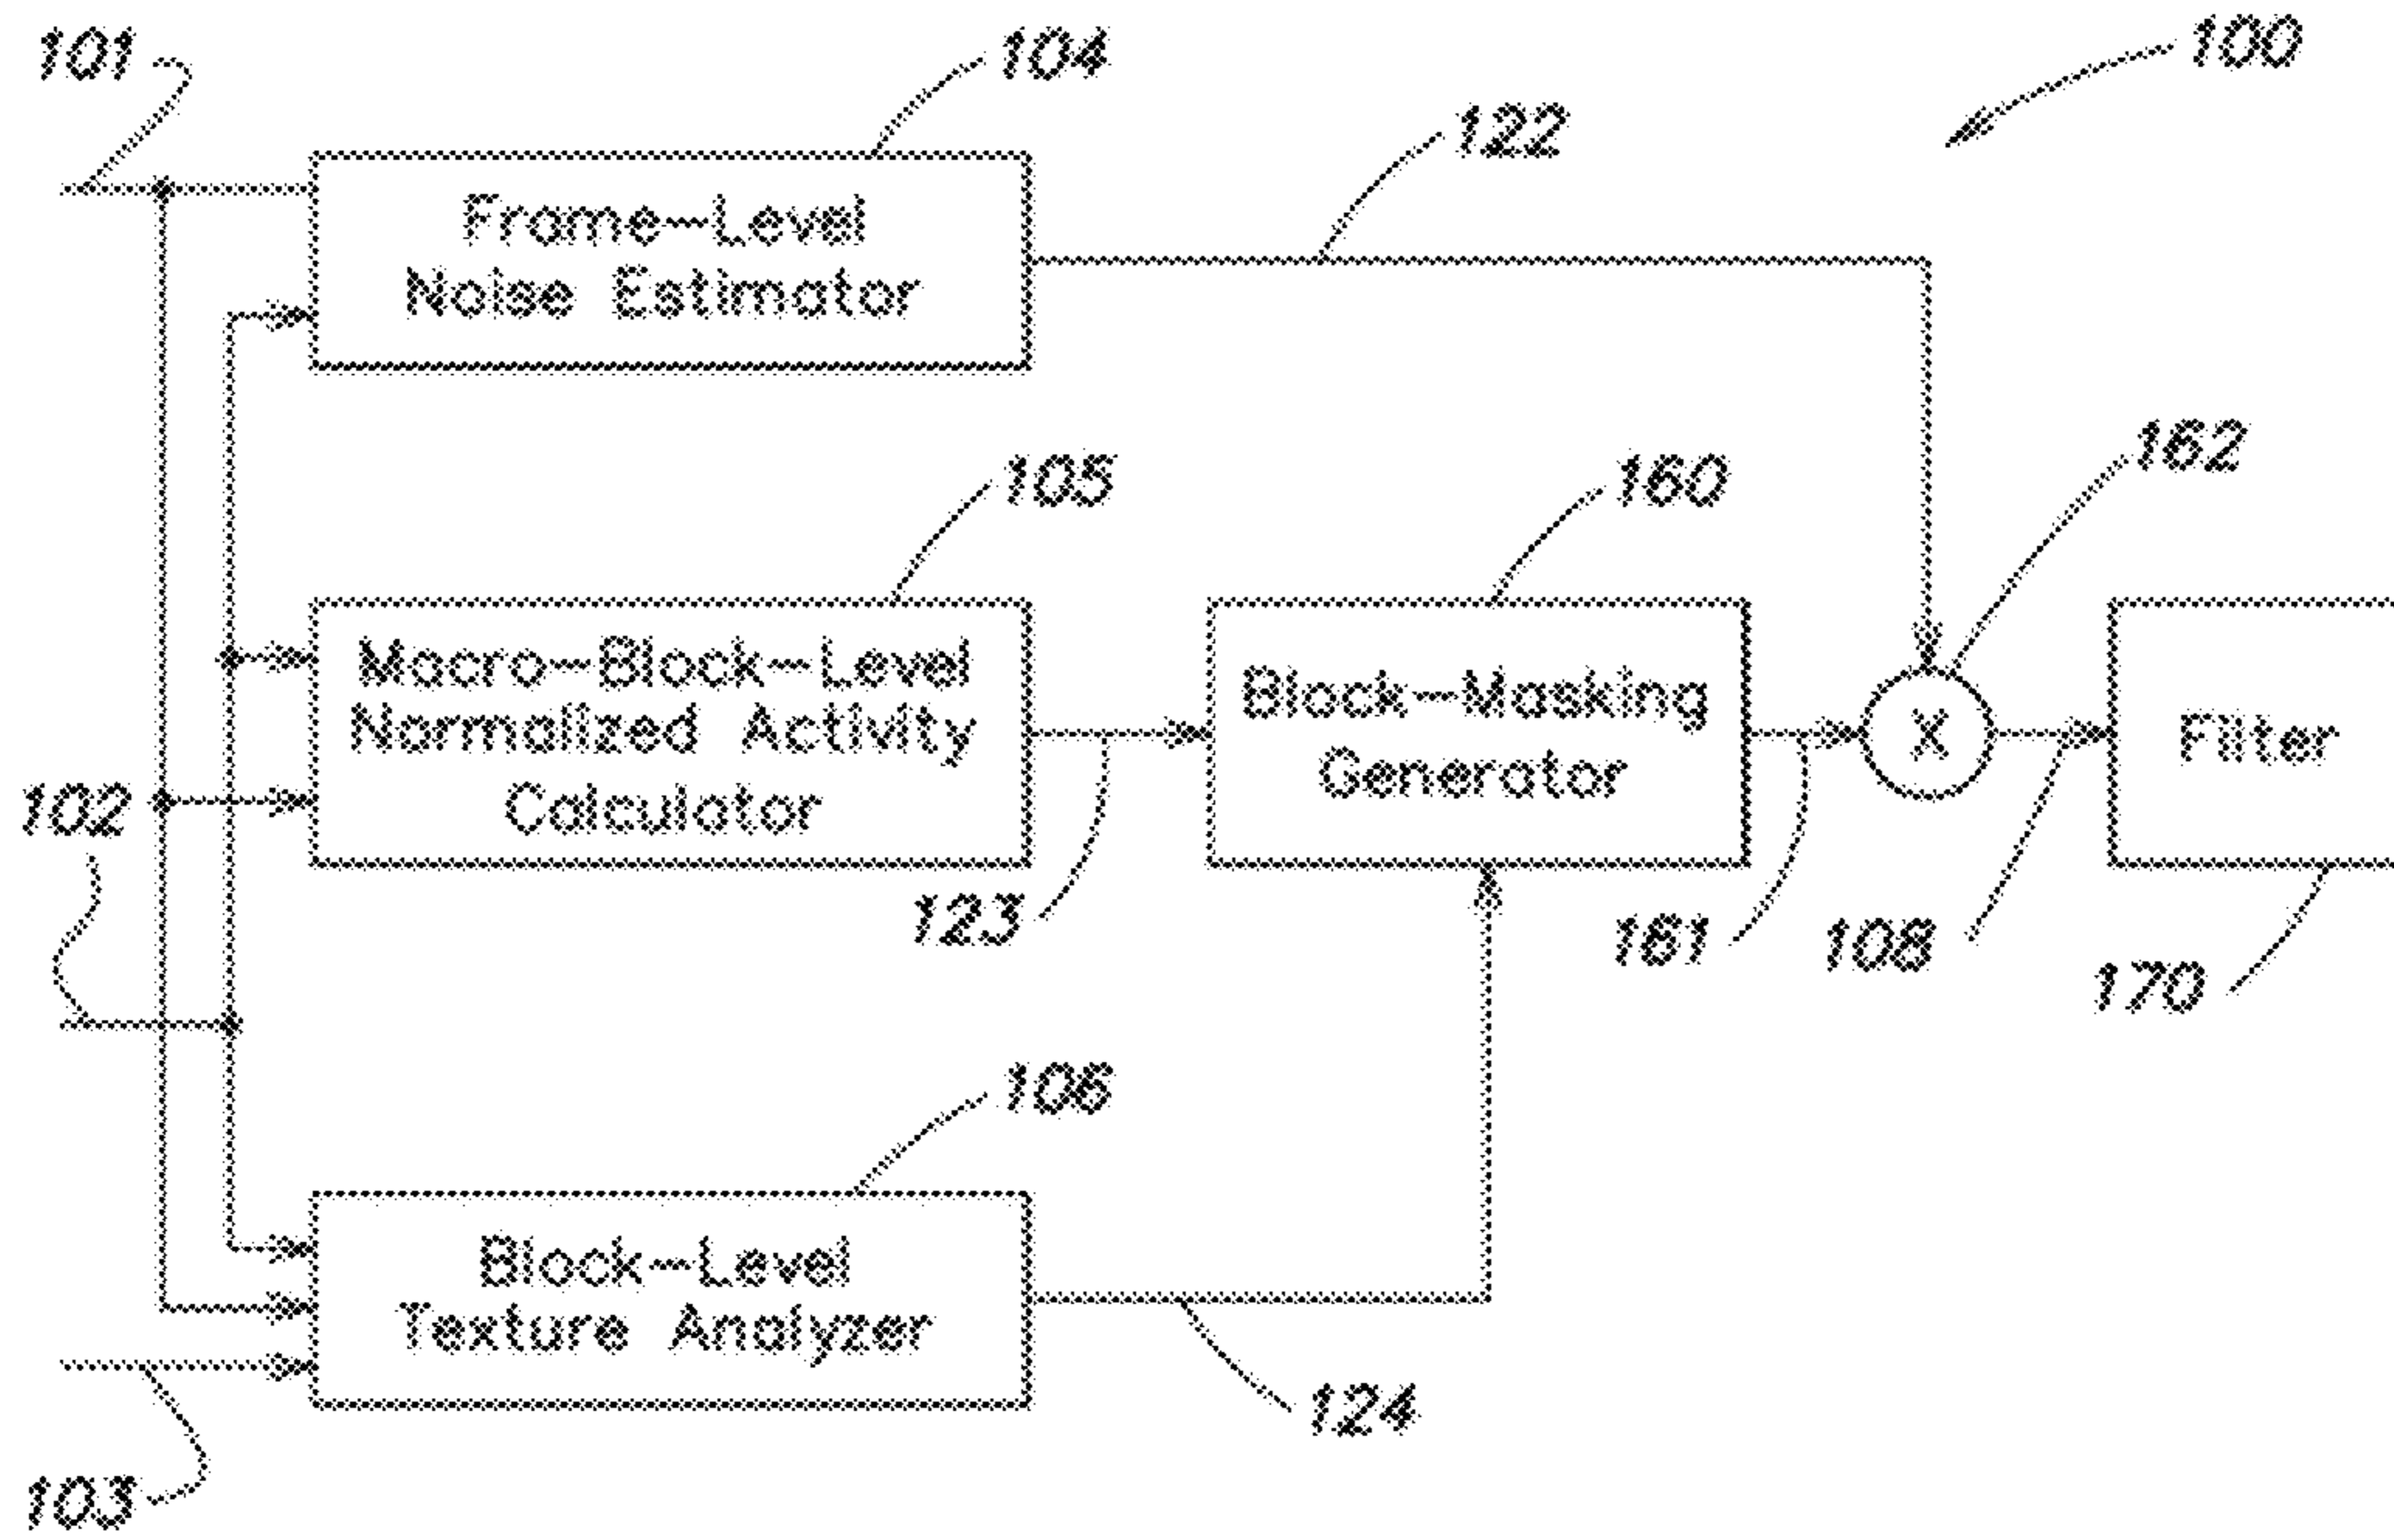 101
104
100
122
Frame-Level
Noise Estimator
105
160
162
Macro-Block-Level
Normalized Activity
Calculator
Block-Masking
Generator
X
Filter
102
123
161
108
170
106
Block-Level
Texture Analyzer
124
103